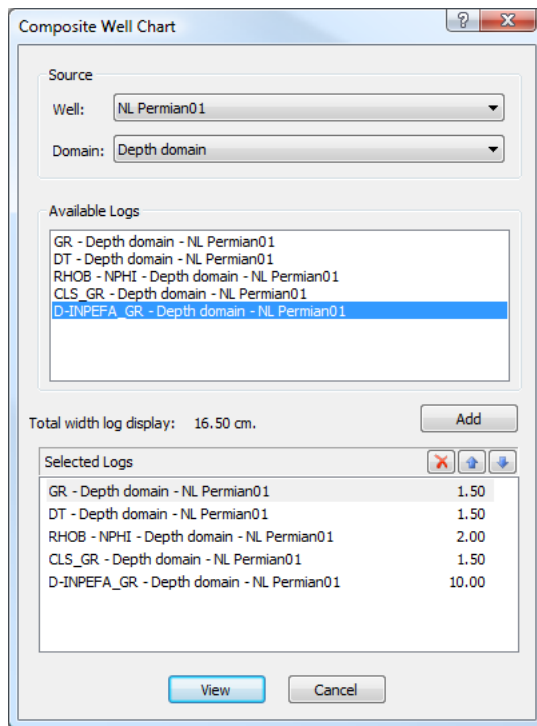 Composite Well Chart
Source
Well: NL Permian01
Domain: Depth domain
Available Logs
GR - Depth domain - NL Permian01
DT - Depth domain - NL Permian01
RHOB - NPHI - Depth domain - NL Permian01
CLS_GR - Depth domain - NL Permian01
D-INPEFA_GR - Depth domain - NL Permian01
Total width log display: 16.50 cm. Add
Selected Logs
GR - Depth domain - NL Permian01 1.50
DT - Depth domain - NL Permian01 1.50
RHOB - NPHI - Depth domain - NL Permian01 2.00
CLS_GR - Depth domain - NL Permian01 1.50
D-INPEFA_GR - Depth domain - NL Permian01 10.00
View Cancel